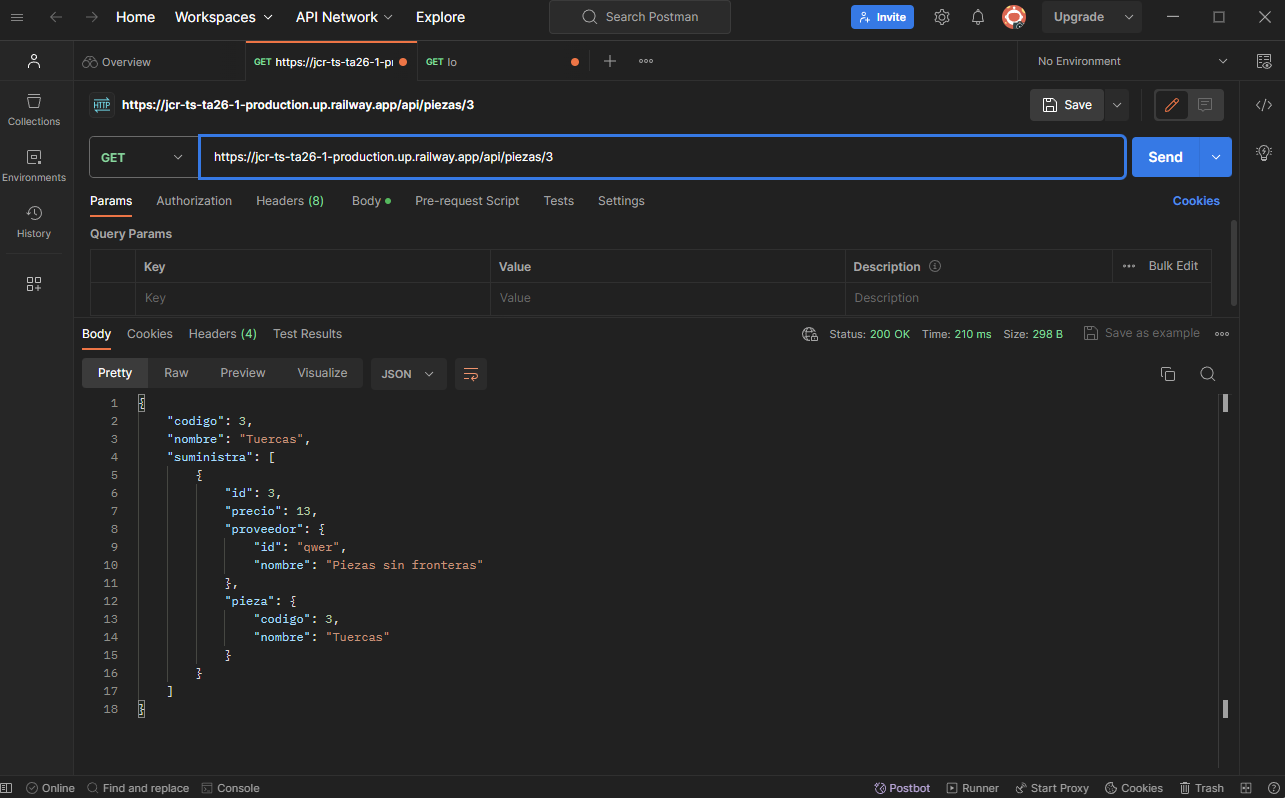 Home Workspaces API Network Explore Search Postman Invite Upgrade
Overview GET https://jcr-ts-ta26-1-pr GET lo No Environment
HTTP https://jcr-ts-ta26-1-production.up.railway.app/api/piezas/3 Save
Collections
Environments
History
GET https://jcr-ts-ta26-1-production.up.railway.app/api/piezas/3 Send
Params Authorization Headers (8) Body Pre-request Script Tests Settings Cookies
Query Params
Key Value Description Bulk Edit
Key Value Description
Body Cookies Headers (4) Test Results Status: 200 OK Time: 210 ms Size: 298 B Save as example
Pretty Raw Preview Visualize JSON
1 {
2 "codigo": 3,
3 "nombre": "Tuercas",
4 "suministra": [
5 {
6 "id": 3,
7 "precio": 13,
8 "proveedor": {
9 "id": "qwer",
10 "nombre": "Piezas sin fronteras"
11 },
12 "pieza": {
13 "codigo": 3,
14 "nombre": "Tuercas"
15 }
16 }
17 ]
18 }
Online Find and replace Console Postbot Runner Start Proxy Cookies Trash